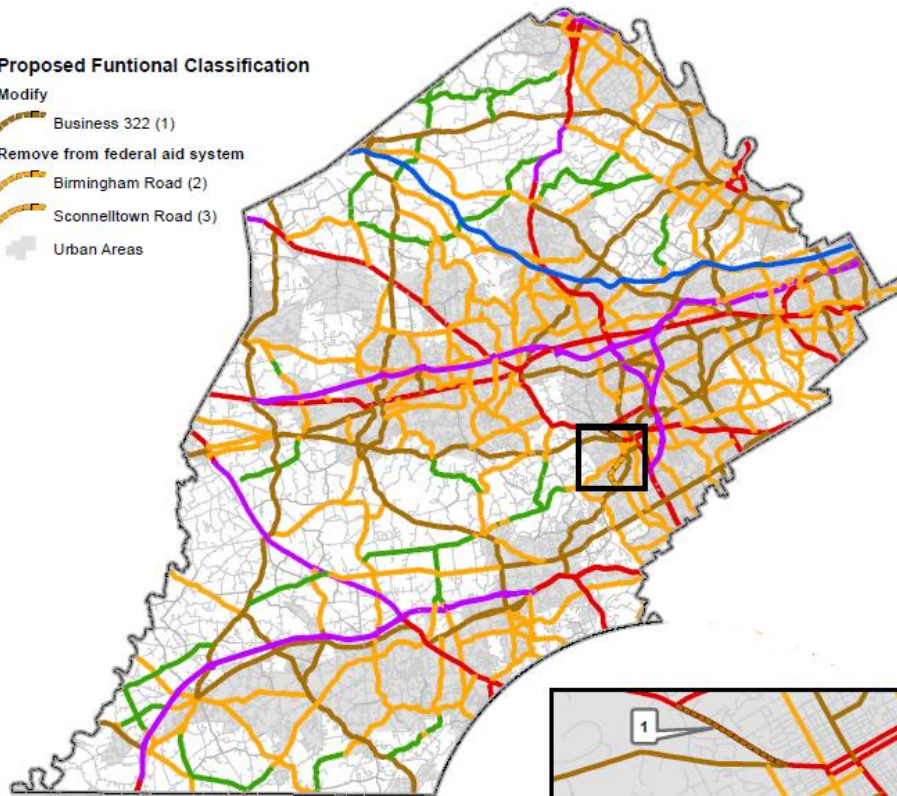 Proposed Funtional Classification
Modify
Business 322 (1)
Remove from federal aid system
Birmingham Road (2)
Sconnelltown Road (3)
Urban Areas
1